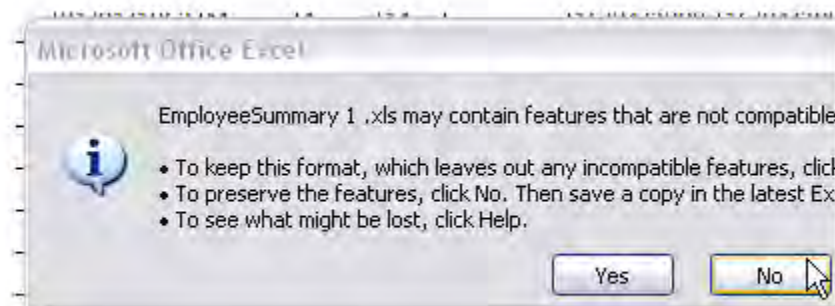 Microsoft Office Excel
EmployeeSummary 1 .xls may contain features that are not compatible
• To keep this format, which leaves out any incompatible features, click
• To preserve the features, click No. Then save a copy in the latest Ex
• To see what might be lost, click Help.
Yes No